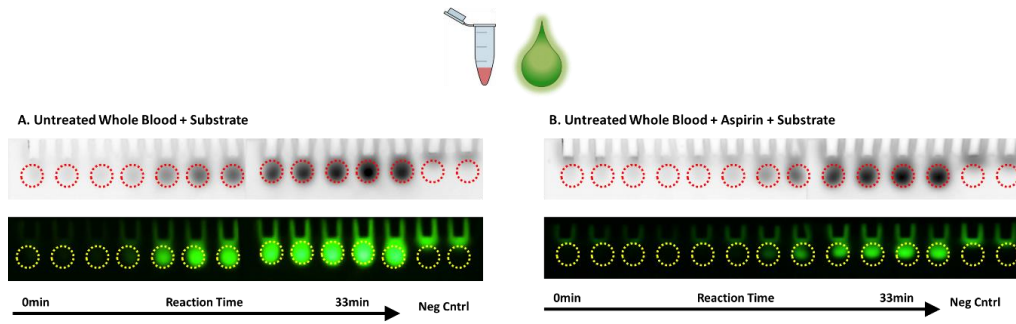 A. Untreated Whole Blood + Substrate
0min Reaction Time 33min Neg Cntrl
B. Untreated Whole Blood + Aspirin + Substrate
0min Reaction Time 33min Neg Cntrl